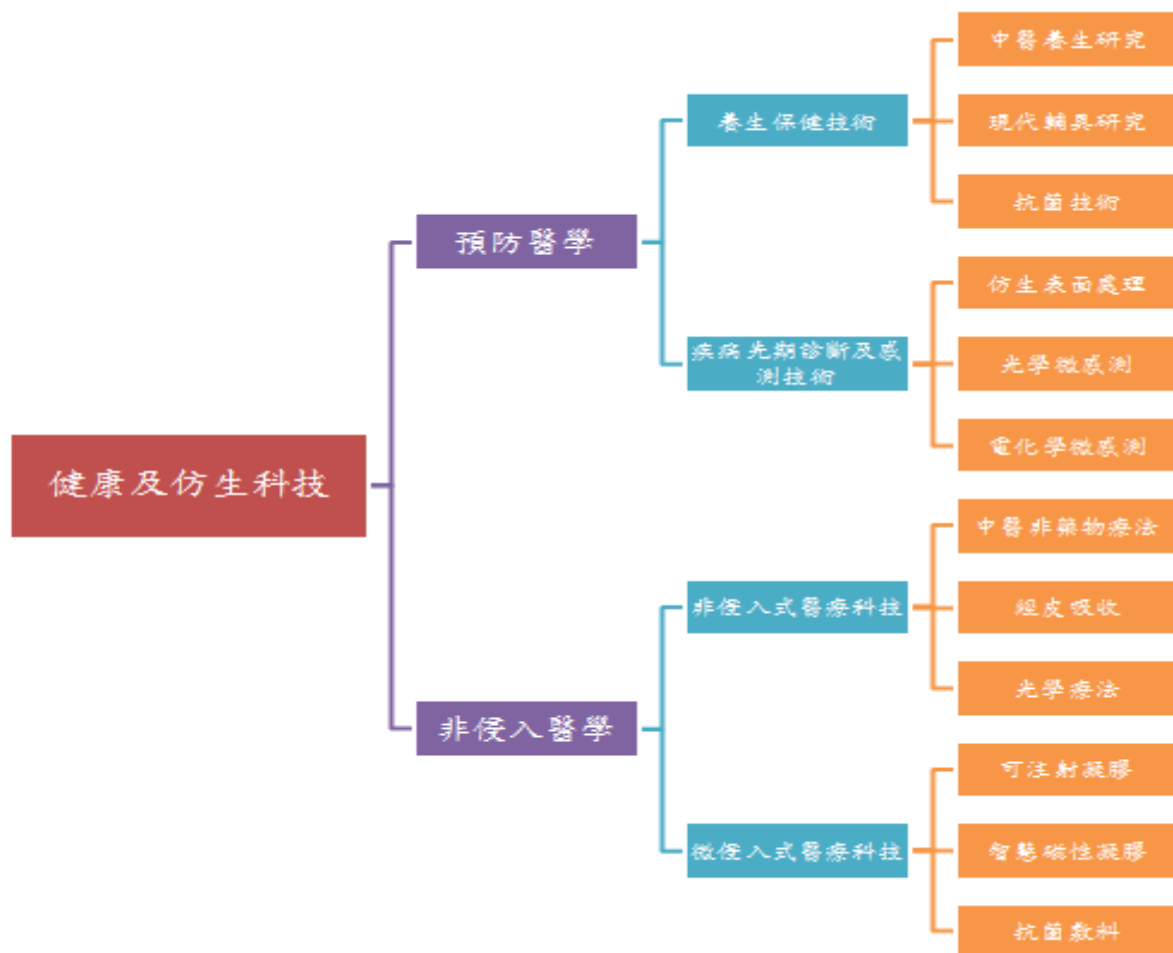 健康及仿生科技
預防醫學
養生保健技術
中醫養生研究
現代輔具研究
抗菌技術
疾病先期診斷及感
測技術
仿生表面處理
光學微感測
電化學微感測
非侵入醫學
非侵入式醫療科技
中醫非藥物療法
經皮吸收
光學療法
微侵入式醫療科技
可注射凝膠
智慧磁性凝膠
抗菌敷料